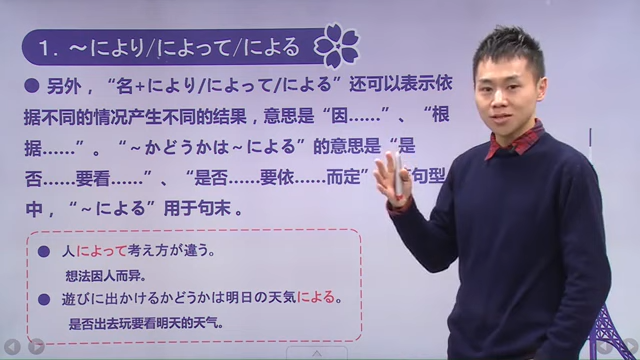 1. ～により/によって/による
● 另外，“名+により/によって/による”还可以表示依
据不同的情况产生不同的结果，意思是“因……”、“根
据……”。“～かどうかは～による”的意思是“是
否……要看……”、“是否……要依……而定”
句型
中，“～による”用于句末。
● 人によって考え方が違う。
想法因人而异。
● 遊びに出かけるかどうかは明日の天気による。
是否出去玩要看明天的天气。